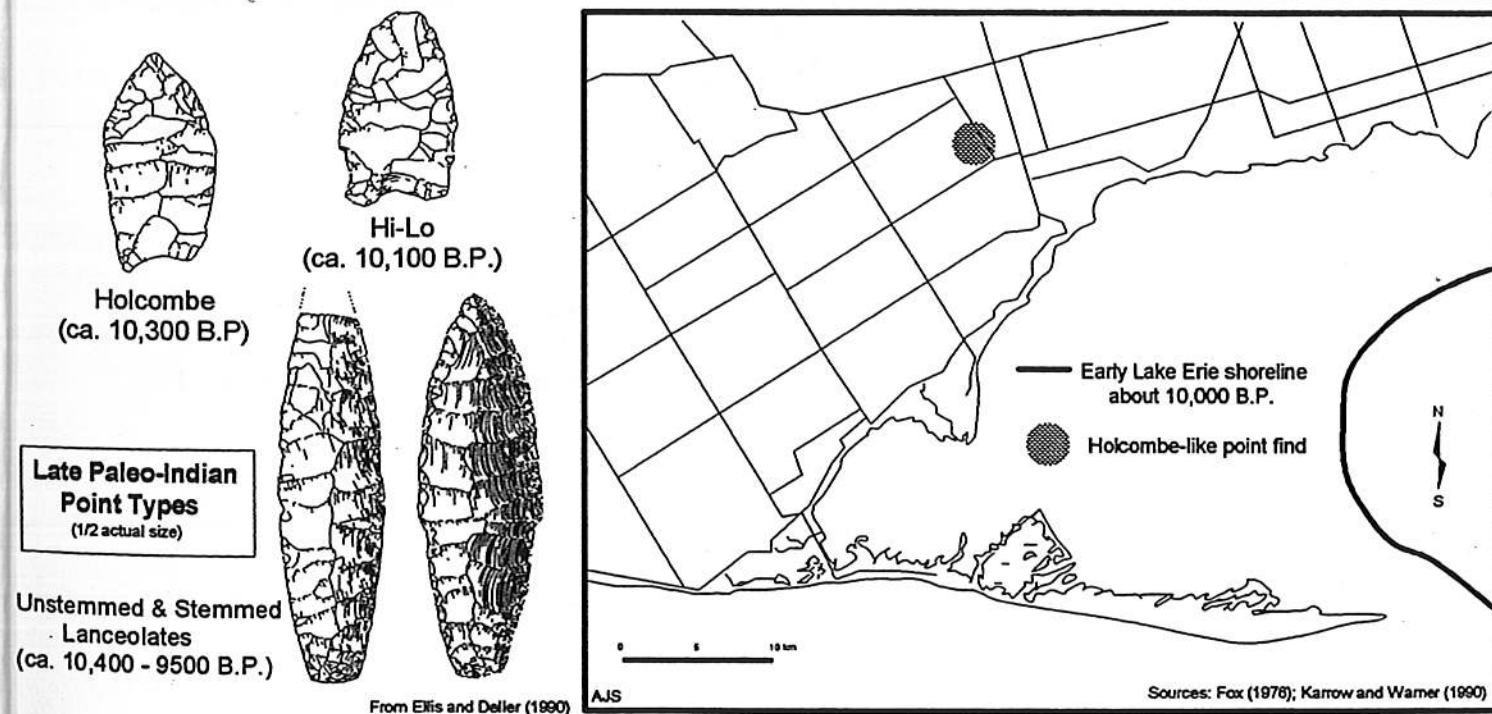 Holcombe
(ca. 10,300 B.P)
Hi-Lo
(ca. 10,100 B.P.)
Late Paleo-Indian
Point Types
(1/2 actual size)
Unstemmed & Stemmed
Lanceolates
(ca. 10,400 - 9500 B.P.)
From Ellis and Deller (1990)
Early Lake Erie shoreline
about 10,000 B.P.
Holcombe-like point find
N
S
0 5 10 km
AJS
Sources: Fox (1976); Karrow and Warner (1990)